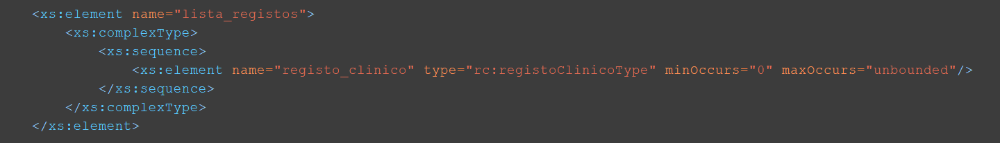 <xs:element name="lista_registos">
<xs:complexType>
<xs:sequence>
<xs:element name="registo_clinico" type="rc:registoClinicoType" minOccurs="0" maxOccurs="unbounded"/>
</xs:sequence>
</xs:complexType>
</xs:element>